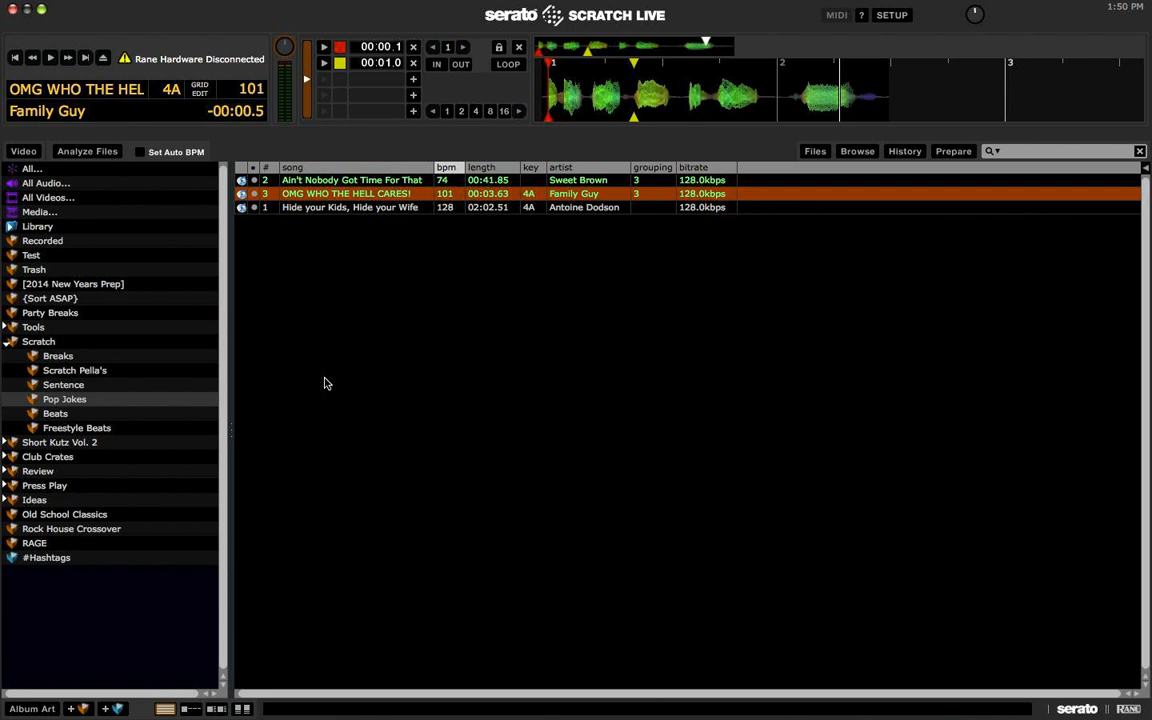 1:50 PM
serato SCRATCH LIVE
MIDI ? SETUP
Rane Hardware Disconnected
OMG WHO THE HEL 4A GRID EDIT 101
Family Guy -00:00.5
00:00.1 1
00:01.0 IN OUT LOOP
1 2 4 8 16
1 2 3
Video Analyze Files Set Auto BPM
Files Browse History Prepare
# song bpm length key artist grouping bitrate
2 Ain't Nobody Got Time For That 74 00:41.85 Sweet Brown 3 128.0kbps
3 OMG WHO THE HELL CARES! 101 00:03.63 4A Family Guy 3 128.0kbps
1 Hide your Kids, Hide your Wife 128 02:02.51 4A Antoine Dodson 128.0kbps
All...
All Audio...
All Videos...
Media...
Library
Recorded
Test
Trash
[2014 New Years Prep]
{Sort ASAP}
Party Breaks
Tools
Scratch
Breaks
Scratch Pella's
Sentence
Pop Jokes
Beats
Freestyle Beats
Short Kutz Vol. 2
Club Crates
Review
Press Play
Ideas
Old School Classics
Rock House Crossover
RAGE
#Hashtags
Album Art + +
serato RANE